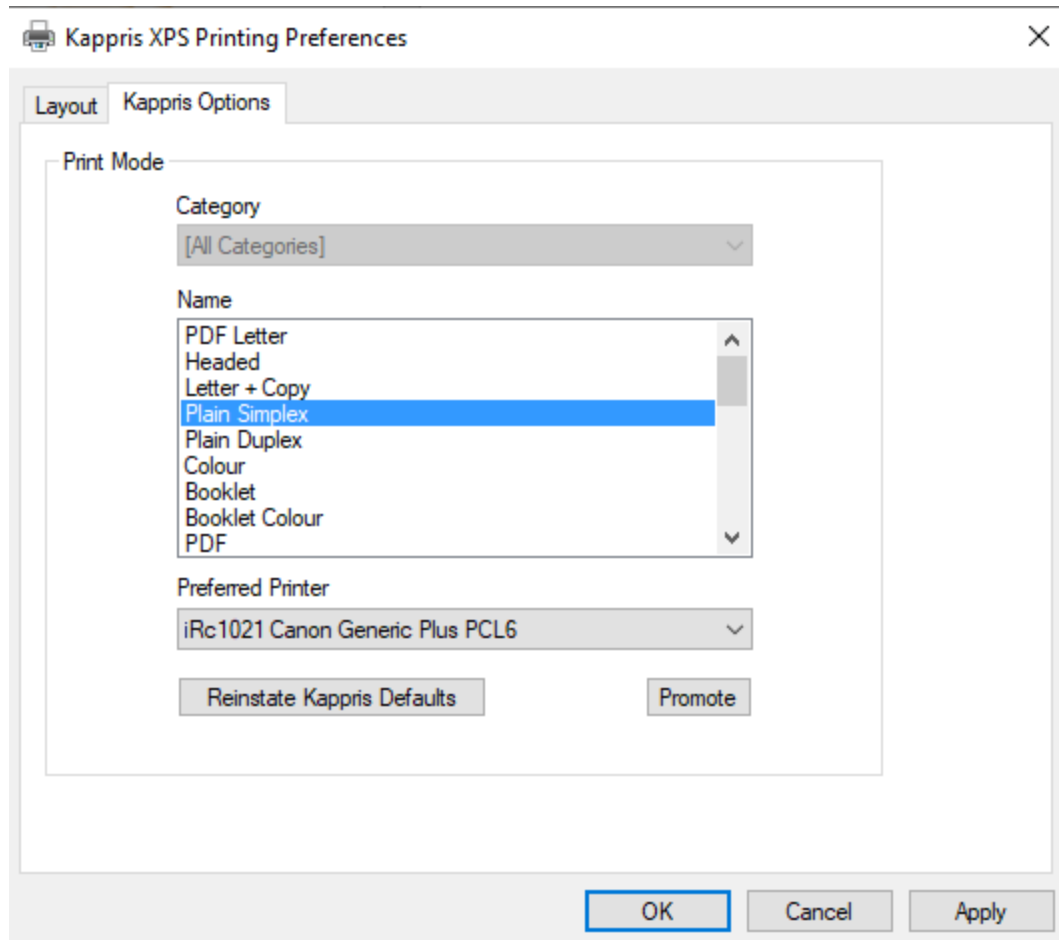 Kappris XPS Printing Preferences
Layout
Kappris Options
Print Mode
Category
[All Categories]
Name
PDF Letter
Headed
Letter + Copy
Plain Simplex
Plain Duplex
Colour
Booklet
Booklet Colour
PDF
Preferred Printer
iRc1021 Canon Generic Plus PCL6
Reinstate Kappris Defaults
Promote
OK
Cancel
Apply